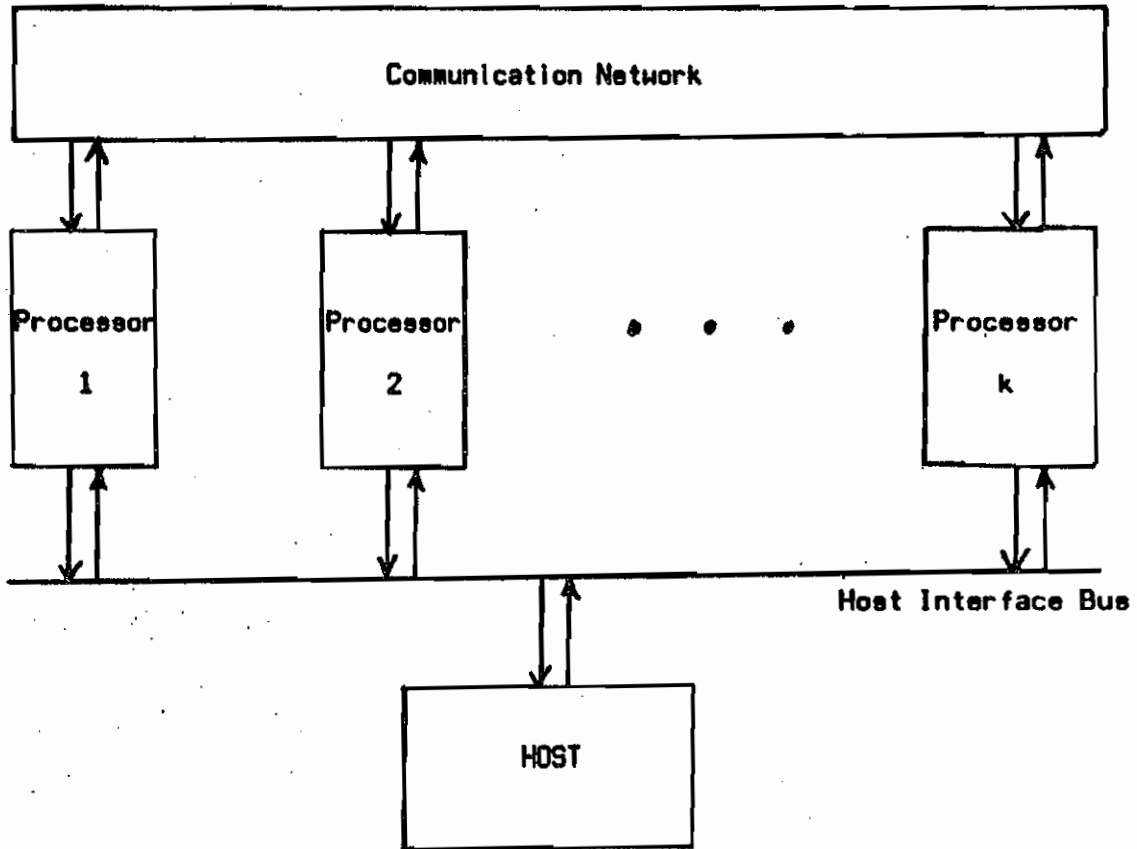 Communication Network
Processor
1
Processor
2
Processor
k
Host Interface Bus
HOST